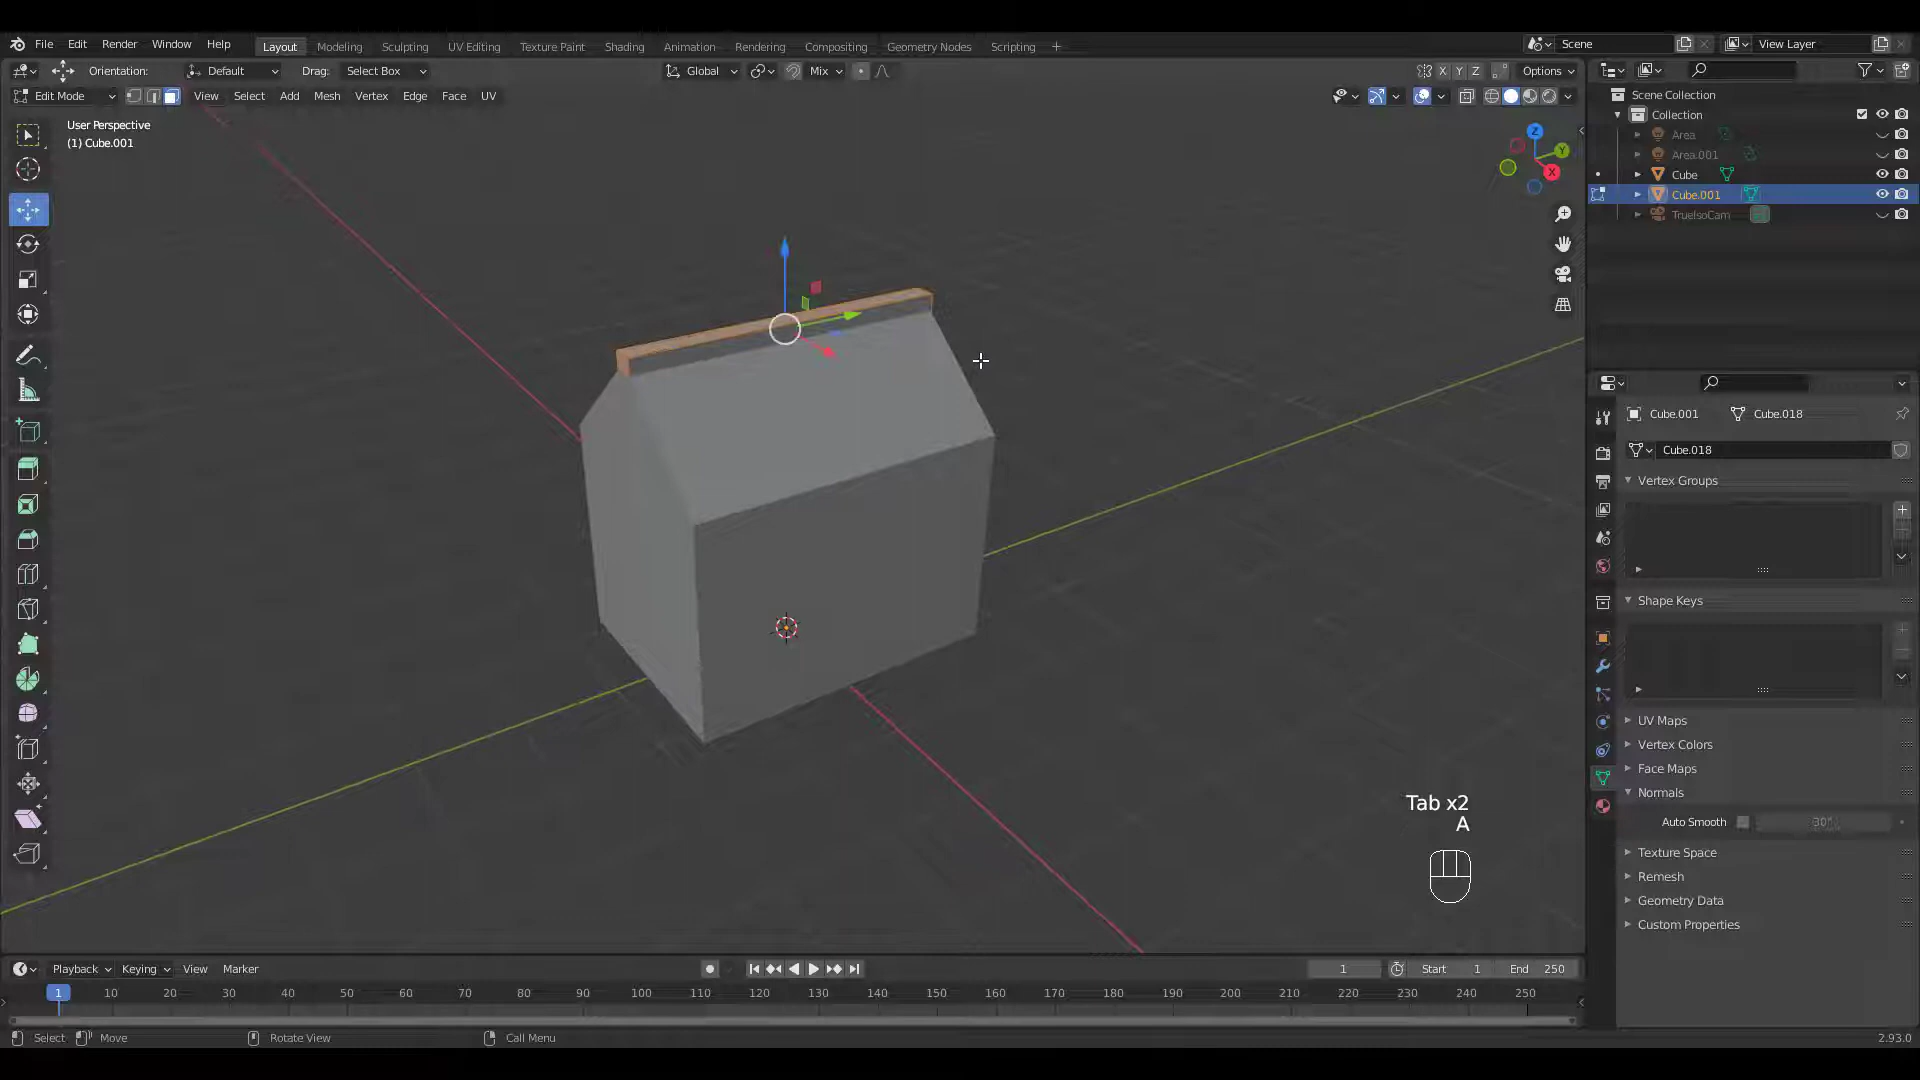 File Edit Render Window Help Layout Modeling Sculpting UV Editing Texture Paint Shading Animation Rendering Compositing Geometry Nodes Scripting + Scene View Layer
Orientation: Default Drag: Select Box Global Mix X Y Z Options
Edit Mode View Select Add Mesh Vertex Edge Face UV
User Perspective
(1) Cube.001
Z
Y
X
Scene Collection
Collection
Area
Area.001
Cube
Cube.001
TrueIsoCam
Cube.001 Cube.018
Cube.018
Vertex Groups
Shape Keys
UV Maps
Vertex Colors
Face Maps
Normals
Auto Smooth 30°
Texture Space
Remesh
Geometry Data
Custom Properties
Tab x2
A
Playback Keying View Marker 1 Start 1 End 250
1 10 20 30 40 50 60 70 80 90 100 110 120 130 140 150 160 170 180 190 200 210 220 230 240 250
Select Move Rotate View Call Menu 2.93.0